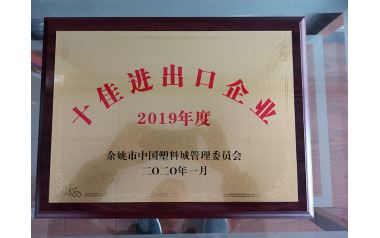 十佳进出口企业
2019年度
余姚市中国塑料城管理委员会
二〇二〇年一月